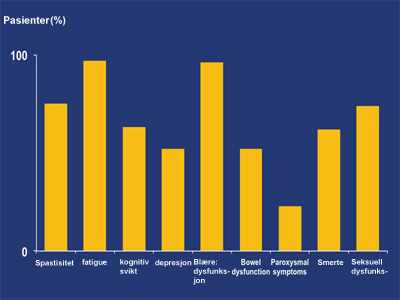 Pasienter (%)
100
0
Spastisitet
fatigue
kognitiv
svikt
depresjon
Blære:
dysfunks-
jon
Bowel
dysfunction
Paroxysmal
symptoms
Smerte
Seksuell
dysfunks-